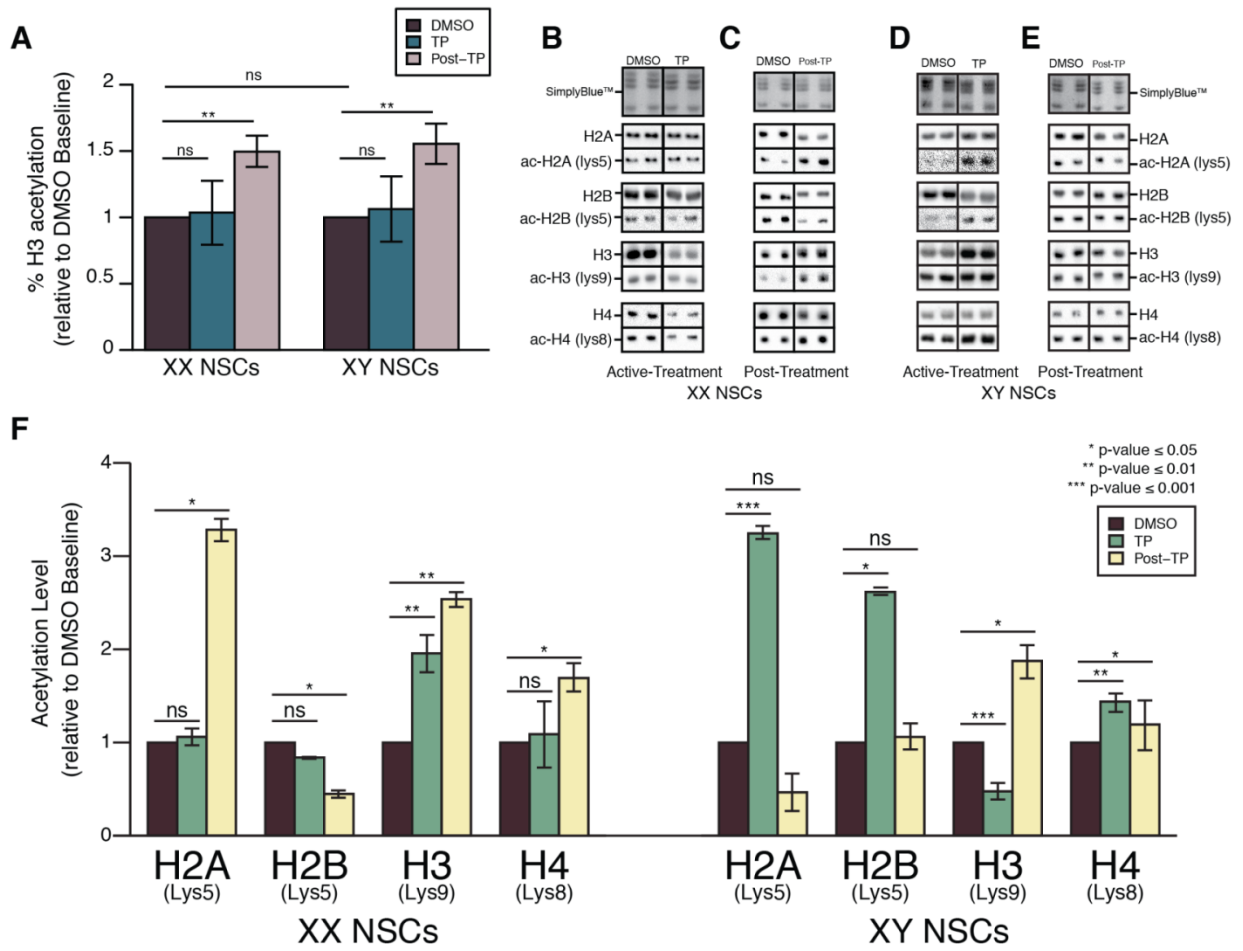 A
DMSO
TP
Post–TP
% H3 acetylation
(relative to DMSO Baseline)
2
1.5
1
0.5
0
ns
**
ns
**
ns
XX NSCs
XY NSCs
B
DMSO TP
SimplyBlue™
H2A
ac-H2A (lys5)
H2B
ac-H2B (lys5)
H3
ac-H3 (lys9)
H4
ac-H4 (lys8)
Active-Treatment
C
DMSO Post-TP
Post-Treatment
XX NSCs
D
DMSO TP
Active-Treatment
E
DMSO Post-TP
SimplyBlue™
H2A
ac-H2A (lys5)
H2B
ac-H2B (lys5)
H3
ac-H3 (lys9)
H4
ac-H4 (lys8)
Post-Treatment
XY NSCs
F
* p-value ≤ 0.05
** p-value ≤ 0.01
*** p-value ≤ 0.001
DMSO
TP
Post–TP
Acetylation Level
(relative to DMSO Baseline)
4
3
2
1
0
*
ns
*
ns
**
**
*
ns
ns
***
ns
*
*
***
*
**
H2A H2B H3 H4 H2A H2B H3 H4
(Lys5) (Lys5) (Lys9) (Lys8) (Lys5) (Lys5) (Lys9) (Lys8)
XX NSCs XY NSCs